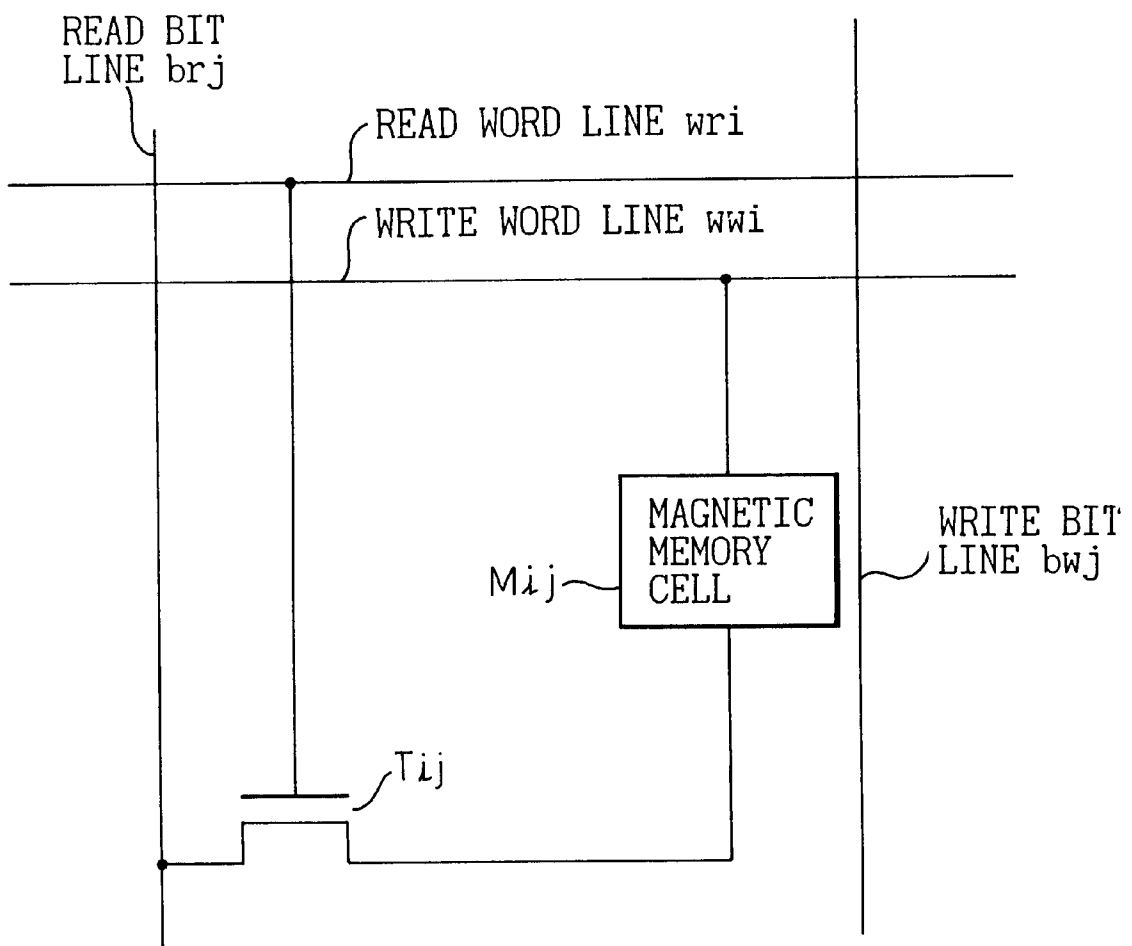 READ BIT
LINE brj
READ WORD LINE wri
WRITE WORD LINE wwi
MAGNETIC
MEMORY
CELL
Mij
WRITE BIT
LINE bwj
Tij